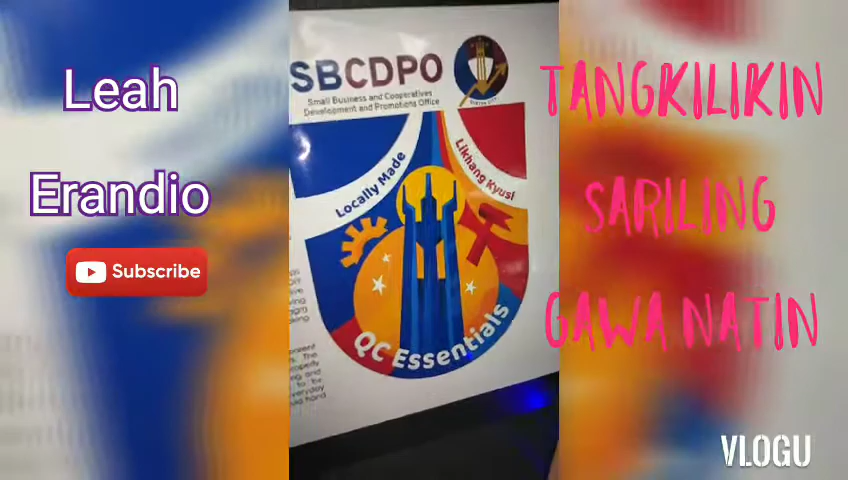 Leah
Erandio
Subscribe
SBCDPO
Small Business and Cooperatives
Development and Promotions Office
Locally Made
Likhang Kyusi
QC Essentials
TANGKILIKIN
SARILING
GAWA NATIN
VLOGU